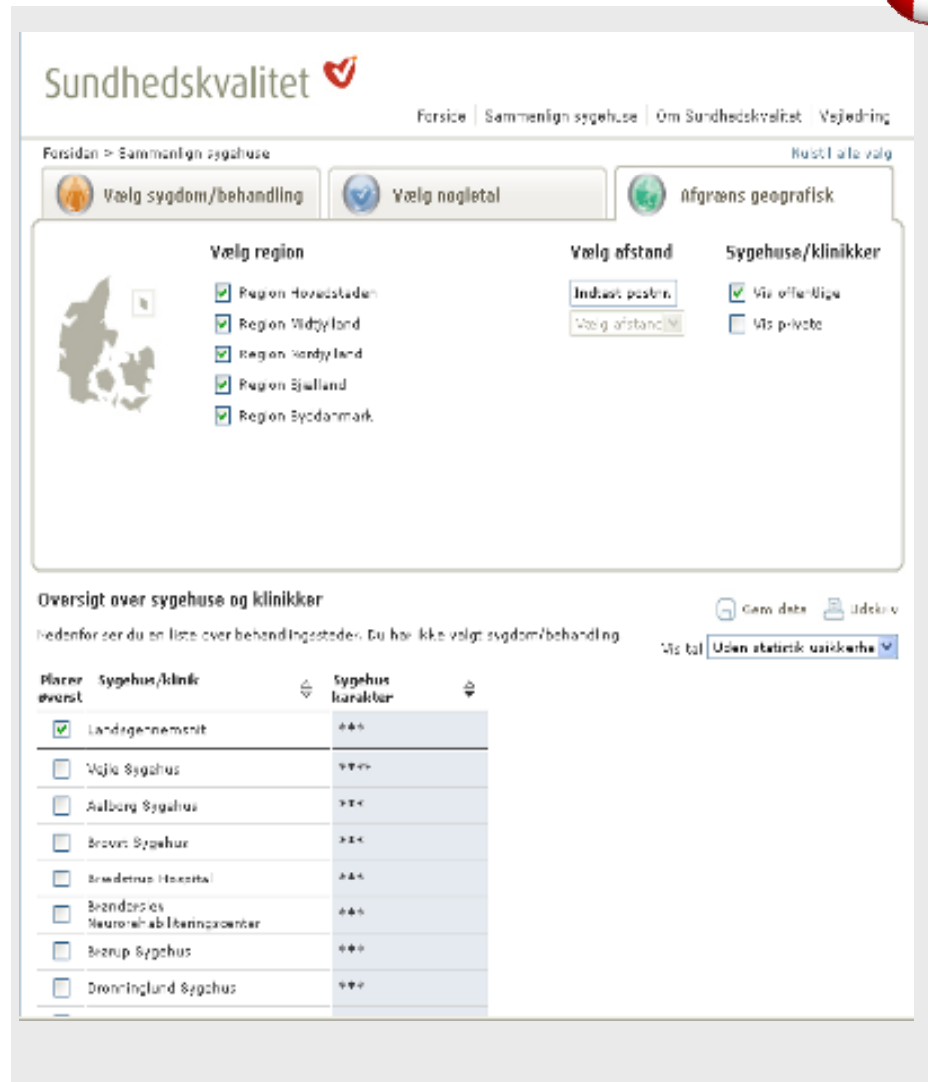 Sundhedskvalitet
Forside Sammenlign sygehuse Om Sundhedskvalitet Vejledning
Forsiden > Sammenlign sygehuse Nulstil alle valg
Vælg sygdom/behandling Vælg nøgletal Afgræns geografisk
Vælg region Vælg afstand Sygehuse/klinikker
Region Hovedstaden Indtast postnr. Vis offentlige
Region Midtjylland Vælg afstand Vis private
Region Nordjylland
Region Sjælland
Region Syddanmark
Oversigt over sygehuse og klinikker
Gem data Udskriv
Nedenfor ser du en liste over behandlingssteder. Du har ikke valgt sygdom/behandling
Vis tal Uden statistik usikkerhe
Placer Sygehus/klinik Sygehus
øverst karakter
Landsgennemsnit ***
Vejle Sygehus ****
Aalborg Sygehus ***
Brovst Sygehus ***
Brædstrup Hospital ***
Brønderslev
Neurorehabiliteringscenter ***
Brørup Sygehus ***
Dronninglund Sygehus ***